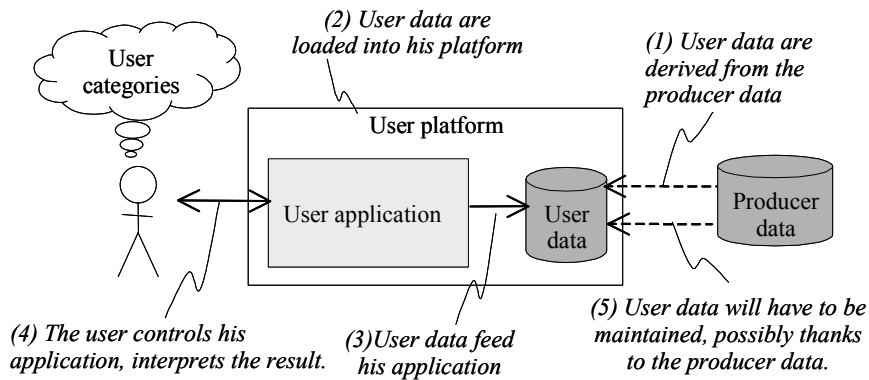 (2) User data are
loaded into his platform
(1) User data are
derived from the
producer data
User
categories
User platform
User application
User
data
Producer
data
(4) The user controls his
application, interprets the result.
(3)User data feed
his application
(5) User data will have to be
maintained, possibly thanks
to the producer data.